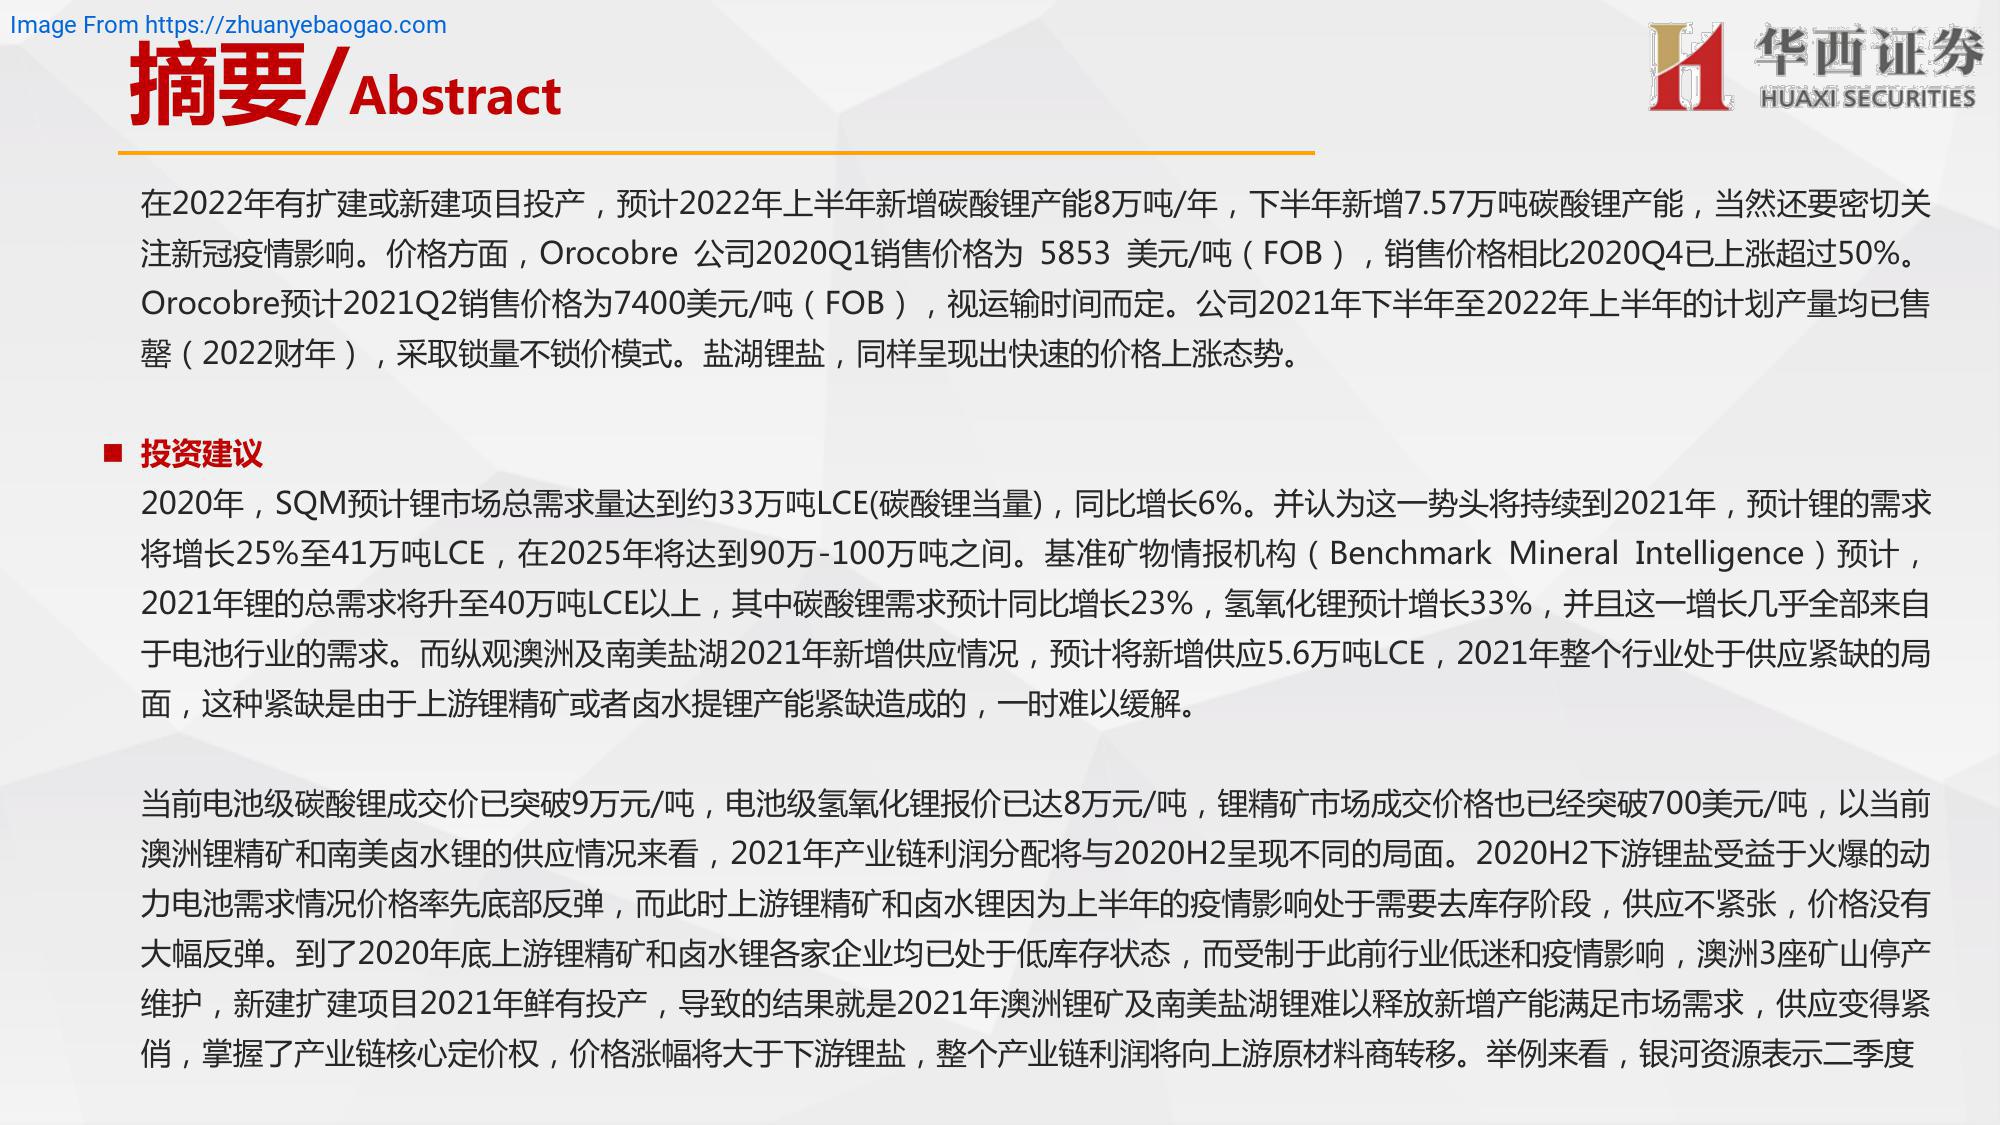 Image From https://zhuanyebaogao.com
摘要/Abstract
华西证券
HUAXI SECURITIES
在2022年有扩建或新建项目投产，预计2022年上半年新增碳酸锂产能8万吨/年，下半年新增7.57万吨碳酸锂产能，当然还要密切关
注新冠疫情影响。价格方面，Orocobre 公司2020Q1销售价格为 5853 美元/吨（FOB），销售价格相比2020Q4已上涨超过50%。
Orocobre预计2021Q2销售价格为7400美元/吨（FOB），视运输时间而定。公司2021年下半年至2022年上半年的计划产量均已售
罄（2022财年），采取锁量不锁价模式。盐湖锂盐，同样呈现出快速的价格上涨态势。
■ 投资建议
2020年，SQM预计锂市场总需求量达到约33万吨LCE(碳酸锂当量)，同比增长6%。并认为这一势头将持续到2021年，预计锂的需求
将增长25%至41万吨LCE，在2025年将达到90万-100万吨之间。基准矿物情报机构（Benchmark Mineral Intelligence）预计，
2021年锂的总需求将升至40万吨LCE以上，其中碳酸锂需求预计同比增长23%，氢氧化锂预计增长33%，并且这一增长几乎全部来自
于电池行业的需求。而纵观澳洲及南美盐湖2021年新增供应情况，预计将新增供应5.6万吨LCE，2021年整个行业处于供应紧缺的局
面，这种紧缺是由于上游锂精矿或者卤水提锂产能紧缺造成的，一时难以缓解。
当前电池级碳酸锂成交价已突破9万元/吨，电池级氢氧化锂报价已达8万元/吨，锂精矿市场成交价格也已经突破700美元/吨，以当前
澳洲锂精矿和南美卤水锂的供应情况来看，2021年产业链利润分配将与2020H2呈现不同的局面。2020H2下游锂盐受益于火爆的动
力电池需求情况价格率先底部反弹，而此时上游锂精矿和卤水锂因为上半年的疫情影响处于需要去库存阶段，供应不紧张，价格没有
大幅反弹。到了2020年底上游锂精矿和卤水锂各家企业均已处于低库存状态，而受制于此前行业低迷和疫情影响，澳洲3座矿山停产
维护，新建扩建项目2021年鲜有投产，导致的结果就是2021年澳洲锂矿及南美盐湖锂难以释放新增产能满足市场需求，供应变得紧
俏，掌握了产业链核心定价权，价格涨幅将大于下游锂盐，整个产业链利润将向上游原材料商转移。举例来看，银河资源表示二季度